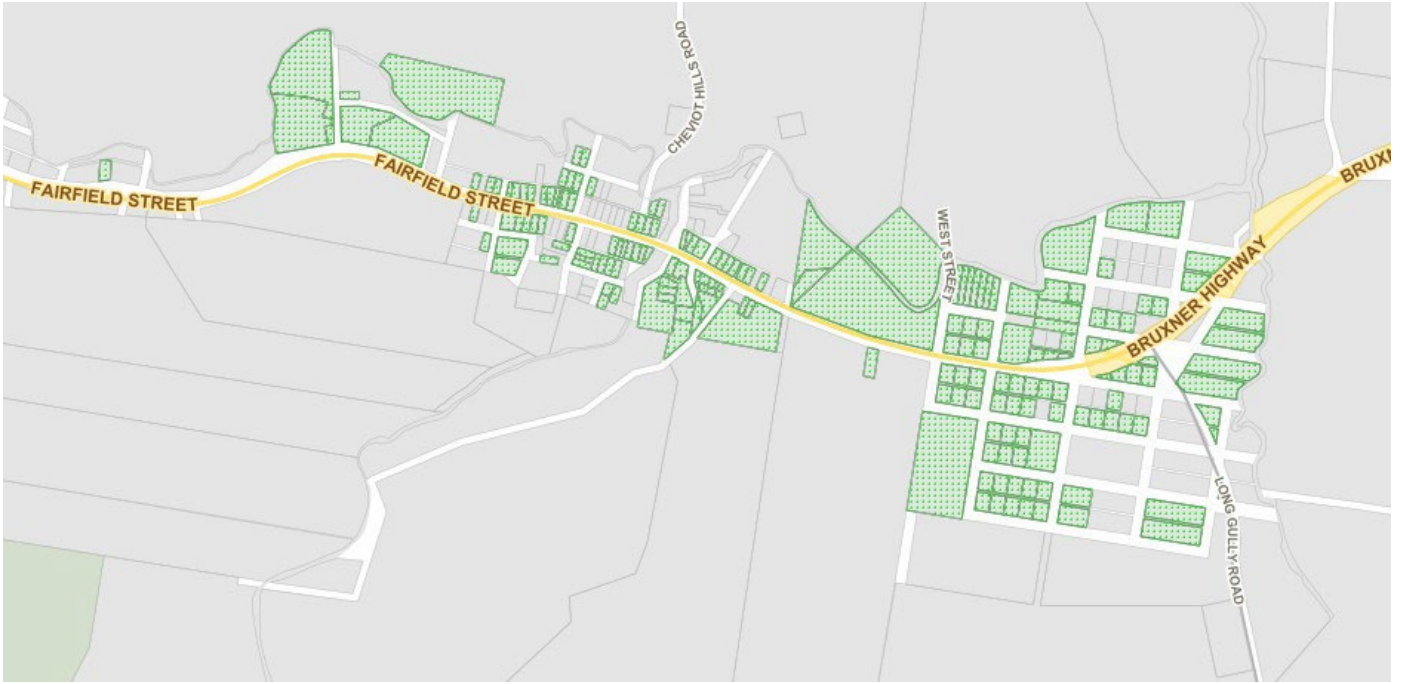 CHEVIOT HILLS ROAD
FAIRFIELD STREET
FAIRFIELD STREET
WEST STREET
BRUXNER HIGHWAY
BRUXN
LONG GULLY ROAD